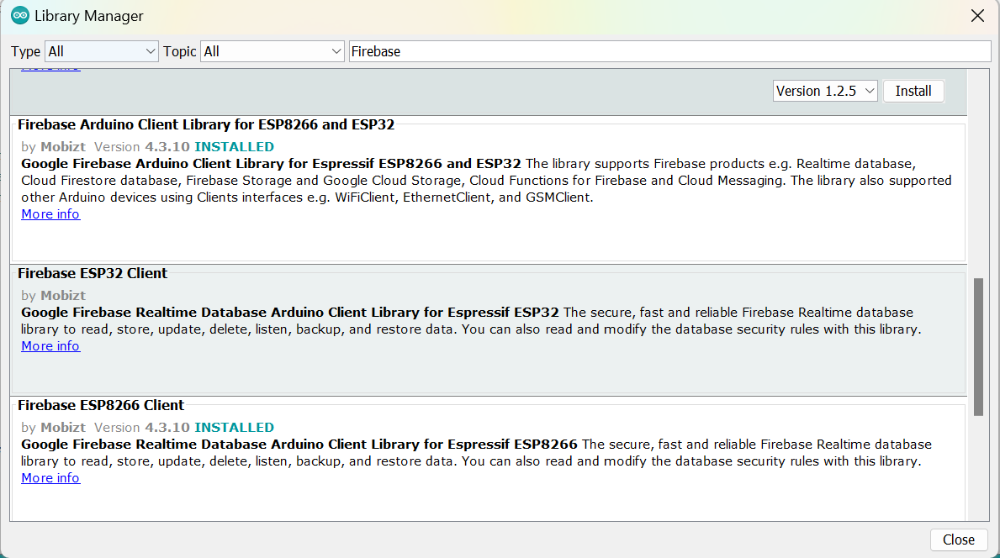 Library Manager
Type All Topic All Firebase
More info
Version 1.2.5 Install
Firebase Arduino Client Library for ESP8266 and ESP32
by Mobizt Version 4.3.10 INSTALLED
Google Firebase Arduino Client Library for Espressif ESP8266 and ESP32 The library supports Firebase products e.g. Realtime database,
Cloud Firestore database, Firebase Storage and Google Cloud Storage, Cloud Functions for Firebase and Cloud Messaging. The library also supported
other Arduino devices using Clients interfaces e.g. WiFiClient, EthernetClient, and GSMClient.
More info
Firebase ESP32 Client
by Mobizt
Google Firebase Realtime Database Arduino Client Library for Espressif ESP32 The secure, fast and reliable Firebase Realtime database
library to read, store, update, delete, listen, backup, and restore data. You can also read and modify the database security rules with this library.
More info
Firebase ESP8266 Client
by Mobizt Version 4.3.10 INSTALLED
Google Firebase Realtime Database Arduino Client Library for Espressif ESP8266 The secure, fast and reliable Firebase Realtime database
library to read, store, update, delete, listen, backup, and restore data. You can also read and modify the database security rules with this library.
More info
Close